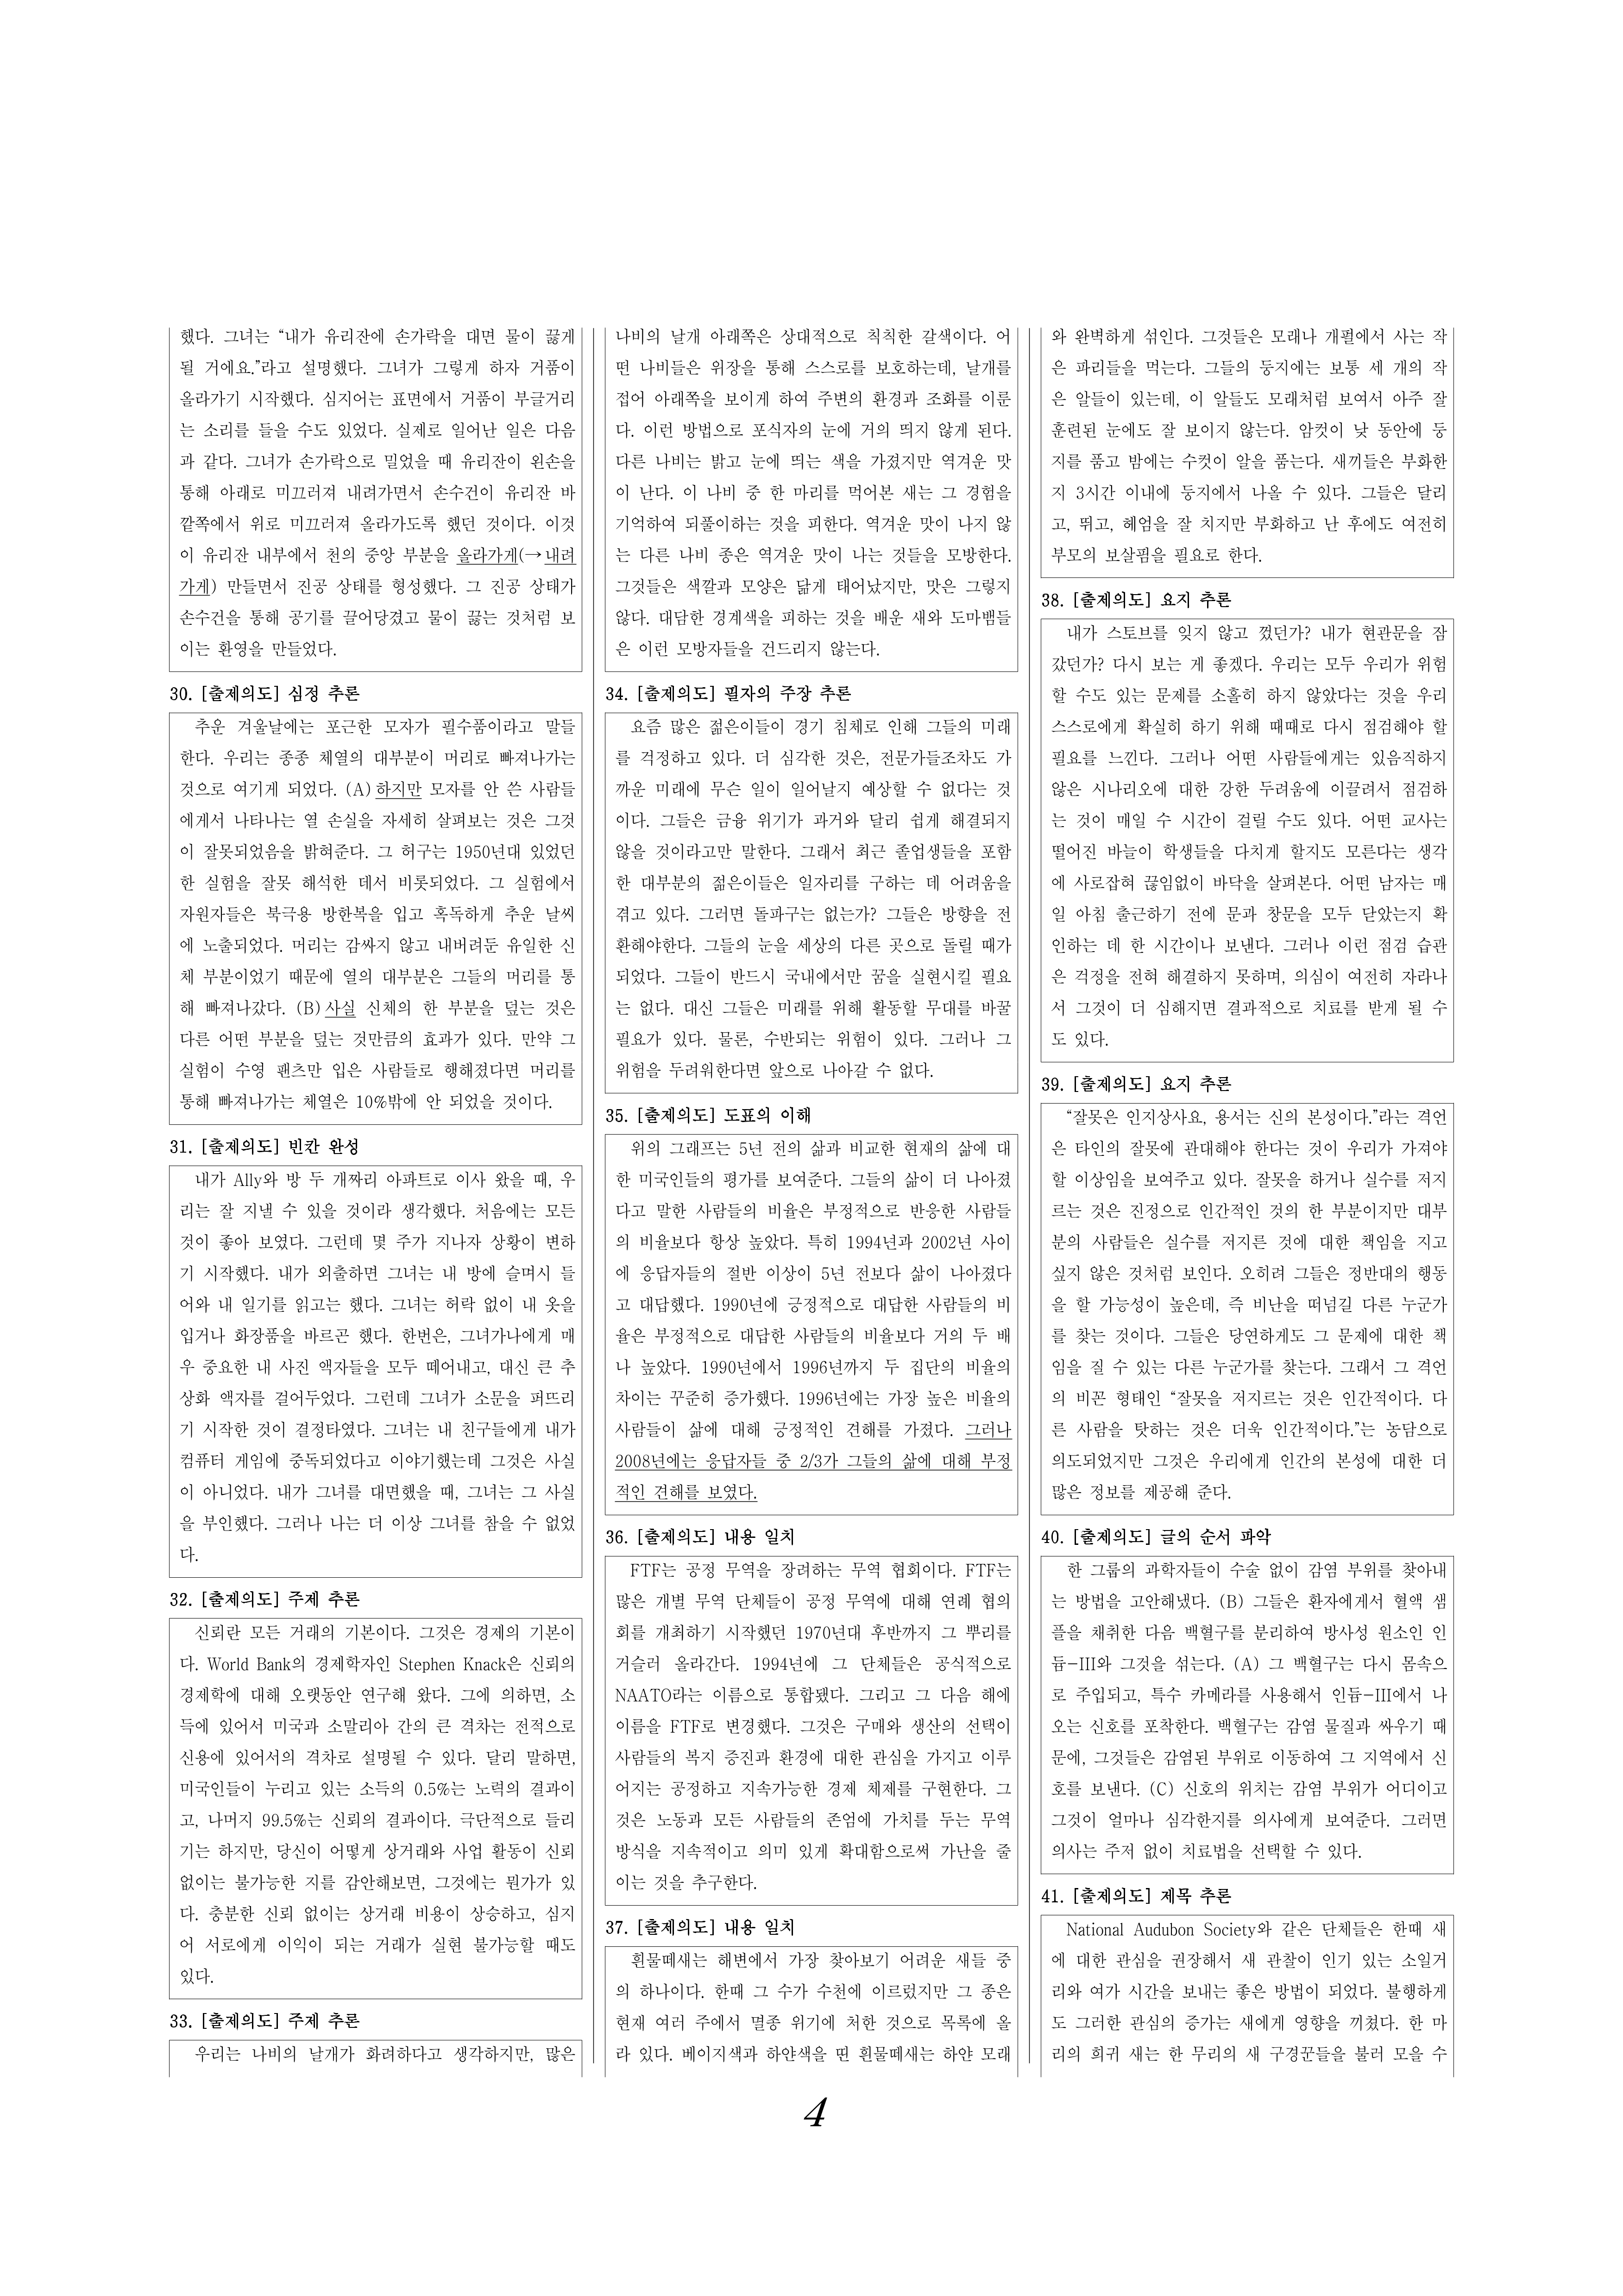 했다. 그녀는 “내가 유리잔에 손가락을 대면 물이 끓게
될 거에요.”라고 설명했다. 그녀가 그렇게 하자 거품이
올라가기 시작했다. 심지어는 표면에서 거품이 부글거리
는 소리를 들을 수도 있었다. 실제로 일어난 일은 다음
과 같다. 그녀가 손가락으로 밀었을 때 유리잔이 왼손을
통해 아래로 미끄러져 내려가면서 손수건이 유리잔 바
깥쪽에서 위로 미끄러져 올라가도록 했던 것이다. 이것
이 유리잔 내부에서 천의 중앙 부분을 올라가게(→내려
가게) 만들면서 진공 상태를 형성했다. 그 진공 상태가
손수건을 통해 공기를 끌어당겼고 물이 끓는 것처럼 보
이는 환영을 만들었다.
30. [출제의도] 심정 추론
추운 겨울날에는 포근한 모자가 필수품이라고 말들
한다. 우리는 종종 체열의 대부분이 머리로 빠져나가는
것으로 여기게 되었다. (A)하지만 모자를 안 쓴 사람들
에게서 나타나는 열 손실을 자세히 살펴보는 것은 그것
이 잘못되었음을 밝혀준다. 그 허구는 1950년대 있었던
한 실험을 잘못 해석한 데서 비롯되었다. 그 실험에서
자원자들은 북극용 방한복을 입고 혹독하게 추운 날씨
에 노출되었다. 머리는 감싸지 않고 내버려둔 유일한 신
체 부분이었기 때문에 열의 대부분은 그들의 머리를 통
해 빠져나갔다. (B)사실 신체의 한 부분을 덮는 것은
다른 어떤 부분을 덮는 것만큼의 효과가 있다. 만약 그
실험이 수영 팬츠만 입은 사람들로 행해졌다면 머리를
통해 빠져나가는 체열은 10%밖에 안 되었을 것이다.
31. [출제의도] 빈칸 완성
내가 Ally와 방 두 개짜리 아파트로 이사 왔을 때, 우
리는 잘 지낼 수 있을 것이라 생각했다. 처음에는 모든
것이 좋아 보였다. 그런데 몇 주가 지나자 상황이 변하
기 시작했다. 내가 외출하면 그녀는 내 방에 슬며시 들
어와 내 일기를 읽고는 했다. 그녀는 허락 없이 내 옷을
입거나 화장품을 바르곤 했다. 한번은, 그녀가나에게 매
우 중요한 내 사진 액자들을 모두 떼어내고, 대신 큰 추
상화 액자를 걸어두었다. 그런데 그녀가 소문을 퍼뜨리
기 시작한 것이 결정타였다. 그녀는 내 친구들에게 내가
컴퓨터 게임에 중독되었다고 이야기했는데 그것은 사실
이 아니었다. 내가 그녀를 대면했을 때, 그녀는 그 사실
을 부인했다. 그러나 나는 더 이상 그녀를 참을 수 없었
다.
32. [출제의도] 주제 추론
신뢰란 모든 거래의 기본이다. 그것은 경제의 기본이
다. World Bank의 경제학자인 Stephen Knack은 신뢰의
경제학에 대해 오랫동안 연구해 왔다. 그에 의하면, 소
득에 있어서 미국과 소말리아 간의 큰 격차는 전적으로
신용에 있어서의 격차로 설명될 수 있다. 달리 말하면,
미국인들이 누리고 있는 소득의 0.5%는 노력의 결과이
고, 나머지 99.5%는 신뢰의 결과이다. 극단적으로 들리
기는 하지만, 당신이 어떻게 상거래와 사업 활동이 신뢰
없이는 불가능한 지를 감안해보면, 그것에는 뭔가가 있
다. 충분한 신뢰 없이는 상거래 비용이 상승하고, 심지
어 서로에게 이익이 되는 거래가 실현 불가능할 때도
있다.
33. [출제의도] 주제 추론
우리는 나비의 날개가 화려하다고 생각하지만, 많은
나비의 날개 아래쪽은 상대적으로 칙칙한 갈색이다. 어
떤 나비들은 위장을 통해 스스로를 보호하는데, 날개를
접어 아래쪽을 보이게 하여 주변의 환경과 조화를 이룬
다. 이런 방법으로 포식자의 눈에 거의 띄지 않게 된다.
다른 나비는 밝고 눈에 띄는 색을 가졌지만 역겨운 맛
이 난다. 이 나비 중 한 마리를 먹어본 새는 그 경험을
기억하여 되풀이하는 것을 피한다. 역겨운 맛이 나지 않
는 다른 나비 종은 역겨운 맛이 나는 것들을 모방한다.
그것들은 색깔과 모양은 닮게 태어났지만, 맛은 그렇지
않다. 대담한 경계색을 피하는 것을 배운 새와 도마뱀들
은 이런 모방자들을 건드리지 않는다.
34. [출제의도] 필자의 주장 추론
요즘 많은 젊은이들이 경기 침체로 인해 그들의 미래
를 걱정하고 있다. 더 심각한 것은, 전문가들조차도 가
까운 미래에 무슨 일이 일어날지 예상할 수 없다는 것
이다. 그들은 금융 위기가 과거와 달리 쉽게 해결되지
않을 것이라고만 말한다. 그래서 최근 졸업생들을 포함
한 대부분의 젊은이들은 일자리를 구하는 데 어려움을
겪고 있다. 그러면 돌파구는 없는가? 그들은 방향을 전
환해야한다. 그들의 눈을 세상의 다른 곳으로 돌릴 때가
되었다. 그들이 반드시 국내에서만 꿈을 실현시킬 필요
는 없다. 대신 그들은 미래를 위해 활동할 무대를 바꿀
필요가 있다. 물론, 수반되는 위험이 있다. 그러나 그
위험을 두려워한다면 앞으로 나아갈 수 없다.
35. [출제의도] 도표의 이해
위의 그래프는 5년 전의 삶과 비교한 현재의 삶에 대
한 미국인들의 평가를 보여준다. 그들의 삶이 더 나아졌
다고 말한 사람들의 비율은 부정적으로 반응한 사람들
의 비율보다 항상 높았다. 특히 1994년과 2002년 사이
에 응답자들의 절반 이상이 5년 전보다 삶이 나아졌다
고 대답했다. 1990년에 긍정적으로 대답한 사람들의 비
율은 부정적으로 대답한 사람들의 비율보다 거의 두 배
나 높았다. 1990년에서 1996년까지 두 집단의 비율의
차이는 꾸준히 증가했다. 1996년에는 가장 높은 비율의
사람들이 삶에 대해 긍정적인 견해를 가졌다. 그러나
2008년에는 응답자들 중 2/3가 그들의 삶에 대해 부정
적인 견해를 보였다.
36. [출제의도] 내용 일치
FTF는 공정 무역을 장려하는 무역 협회이다. FTF는
많은 개별 무역 단체들이 공정 무역에 대해 연례 협의
회를 개최하기 시작했던 1970년대 후반까지 그 뿌리를
거슬러 올라간다. 1994년에 그 단체들은 공식적으로
NAATO라는 이름으로 통합됐다. 그리고 그 다음 해에
이름을 FTF로 변경했다. 그것은 구매와 생산의 선택이
사람들의 복지 증진과 환경에 대한 관심을 가지고 이루
어지는 공정하고 지속가능한 경제 체제를 구현한다. 그
것은 노동과 모든 사람들의 존엄에 가치를 두는 무역
방식을 지속적이고 의미 있게 확대함으로써 가난을 줄
이는 것을 추구한다.
37. [출제의도] 내용 일치
흰물떼새는 해변에서 가장 찾아보기 어려운 새들 중
의 하나이다. 한때 그 수가 수천에 이르렀지만 그 종은
현재 여러 주에서 멸종 위기에 처한 것으로 목록에 올
라 있다. 베이지색과 하얀색을 띤 흰물떼새는 하얀 모래
와 완벽하게 섞인다. 그것들은 모래나 개펄에서 사는 작
은 파리들을 먹는다. 그들의 둥지에는 보통 세 개의 작
은 알들이 있는데, 이 알들도 모래처럼 보여서 아주 잘
훈련된 눈에도 잘 보이지 않는다. 암컷이 낮 동안에 둥
지를 품고 밤에는 수컷이 알을 품는다. 새끼들은 부화한
지 3시간 이내에 둥지에서 나올 수 있다. 그들은 달리
고, 뛰고, 헤엄을 잘 치지만 부화하고 난 후에도 여전히
부모의 보살핌을 필요로 한다.
38. [출제의도] 요지 추론
내가 스토브를 잊지 않고 껐던가? 내가 현관문을 잠
갔던가? 다시 보는 게 좋겠다. 우리는 모두 우리가 위험
할 수도 있는 문제를 소홀히 하지 않았다는 것을 우리
스스로에게 확실히 하기 위해 때때로 다시 점검해야 할
필요를 느낀다. 그러나 어떤 사람들에게는 있음직하지
않은 시나리오에 대한 강한 두려움에 이끌려서 점검하
는 것이 매일 수 시간이 걸릴 수도 있다. 어떤 교사는
떨어진 바늘이 학생들을 다치게 할지도 모른다는 생각
에 사로잡혀 끊임없이 바닥을 살펴본다. 어떤 남자는 매
일 아침 출근하기 전에 문과 창문을 모두 닫았는지 확
인하는 데 한 시간이나 보낸다. 그러나 이런 점검 습관
은 걱정을 전혀 해결하지 못하며, 의심이 여전히 자라나
서 그것이 더 심해지면 결과적으로 치료를 받게 될 수
도 있다.
39. [출제의도] 요지 추론
“잘못은 인지상사요, 용서는 신의 본성이다.”라는 격언
은 타인의 잘못에 관대해야 한다는 것이 우리가 가져야
할 이상임을 보여주고 있다. 잘못을 하거나 실수를 저지
르는 것은 진정으로 인간적인 것의 한 부분이지만 대부
분의 사람들은 실수를 저지른 것에 대한 책임을 지고
싶지 않은 것처럼 보인다. 오히려 그들은 정반대의 행동
을 할 가능성이 높은데, 즉 비난을 떠넘길 다른 누군가
를 찾는 것이다. 그들은 당연하게도 그 문제에 대한 책
임을 질 수 있는 다른 누군가를 찾는다. 그래서 그 격언
의 비꼰 형태인 “잘못을 저지르는 것은 인간적이다. 다
른 사람을 탓하는 것은 더욱 인간적이다.”는 농담으로
의도되었지만 그것은 우리에게 인간의 본성에 대한 더
많은 정보를 제공해 준다.
40. [출제의도] 글의 순서 파악
한 그룹의 과학자들이 수술 없이 감염 부위를 찾아내
는 방법을 고안해냈다. (B) 그들은 환자에게서 혈액 샘
플을 채취한 다음 백혈구를 분리하여 방사성 원소인 인
듐-III와 그것을 섞는다. (A) 그 백혈구는 다시 몸속으
로 주입되고, 특수 카메라를 사용해서 인듐-III에서 나
오는 신호를 포착한다. 백혈구는 감염 물질과 싸우기 때
문에, 그것들은 감염된 부위로 이동하여 그 지역에서 신
호를 보낸다. (C) 신호의 위치는 감염 부위가 어디이고
그것이 얼마나 심각한지를 의사에게 보여준다. 그러면
의사는 주저 없이 치료법을 선택할 수 있다.
41. [출제의도] 제목 추론
National Audubon Society와 같은 단체들은 한때 새
에 대한 관심을 권장해서 새 관찰이 인기 있는 소일거
리와 여가 시간을 보내는 좋은 방법이 되었다. 불행하게
도 그러한 관심의 증가는 새에게 영향을 끼쳤다. 한 마
리의 희귀 새는 한 무리의 새 구경꾼들을 불러 모을 수
4